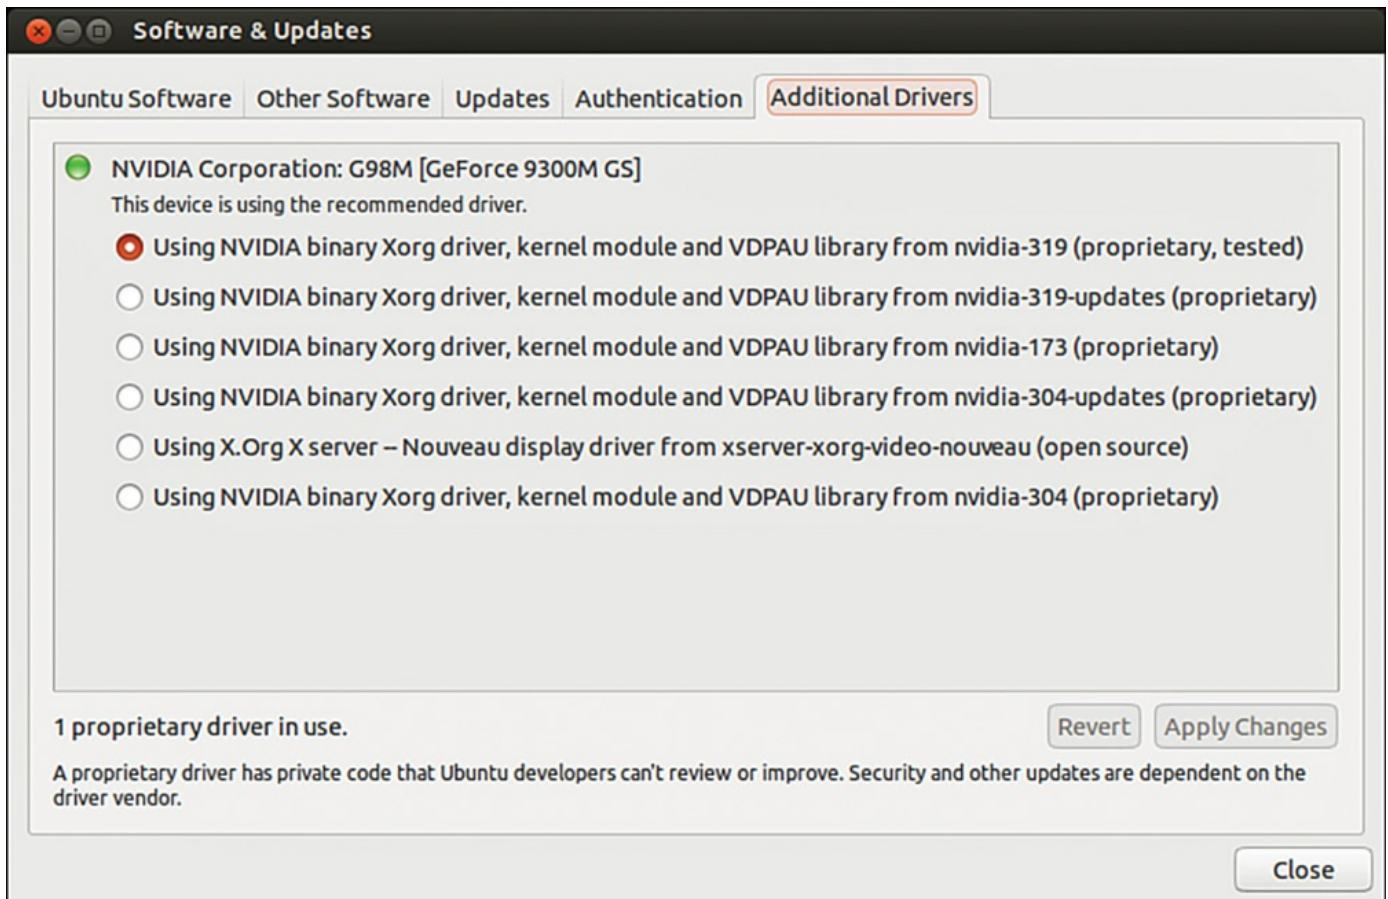 Software & Updates
Ubuntu Software Other Software Updates Authentication Additional Drivers
NVIDIA Corporation: G98M [GeForce 9300M GS]
This device is using the recommended driver.
Using NVIDIA binary Xorg driver, kernel module and VDPAU library from nvidia-319 (proprietary, tested)
Using NVIDIA binary Xorg driver, kernel module and VDPAU library from nvidia-319-updates (proprietary)
Using NVIDIA binary Xorg driver, kernel module and VDPAU library from nvidia-173 (proprietary)
Using NVIDIA binary Xorg driver, kernel module and VDPAU library from nvidia-304-updates (proprietary)
Using X.Org X server – Nouveau display driver from xserver-xorg-video-nouveau (open source)
Using NVIDIA binary Xorg driver, kernel module and VDPAU library from nvidia-304 (proprietary)
1 proprietary driver in use.
Revert Apply Changes
A proprietary driver has private code that Ubuntu developers can't review or improve. Security and other updates are dependent on the
driver vendor.
Close